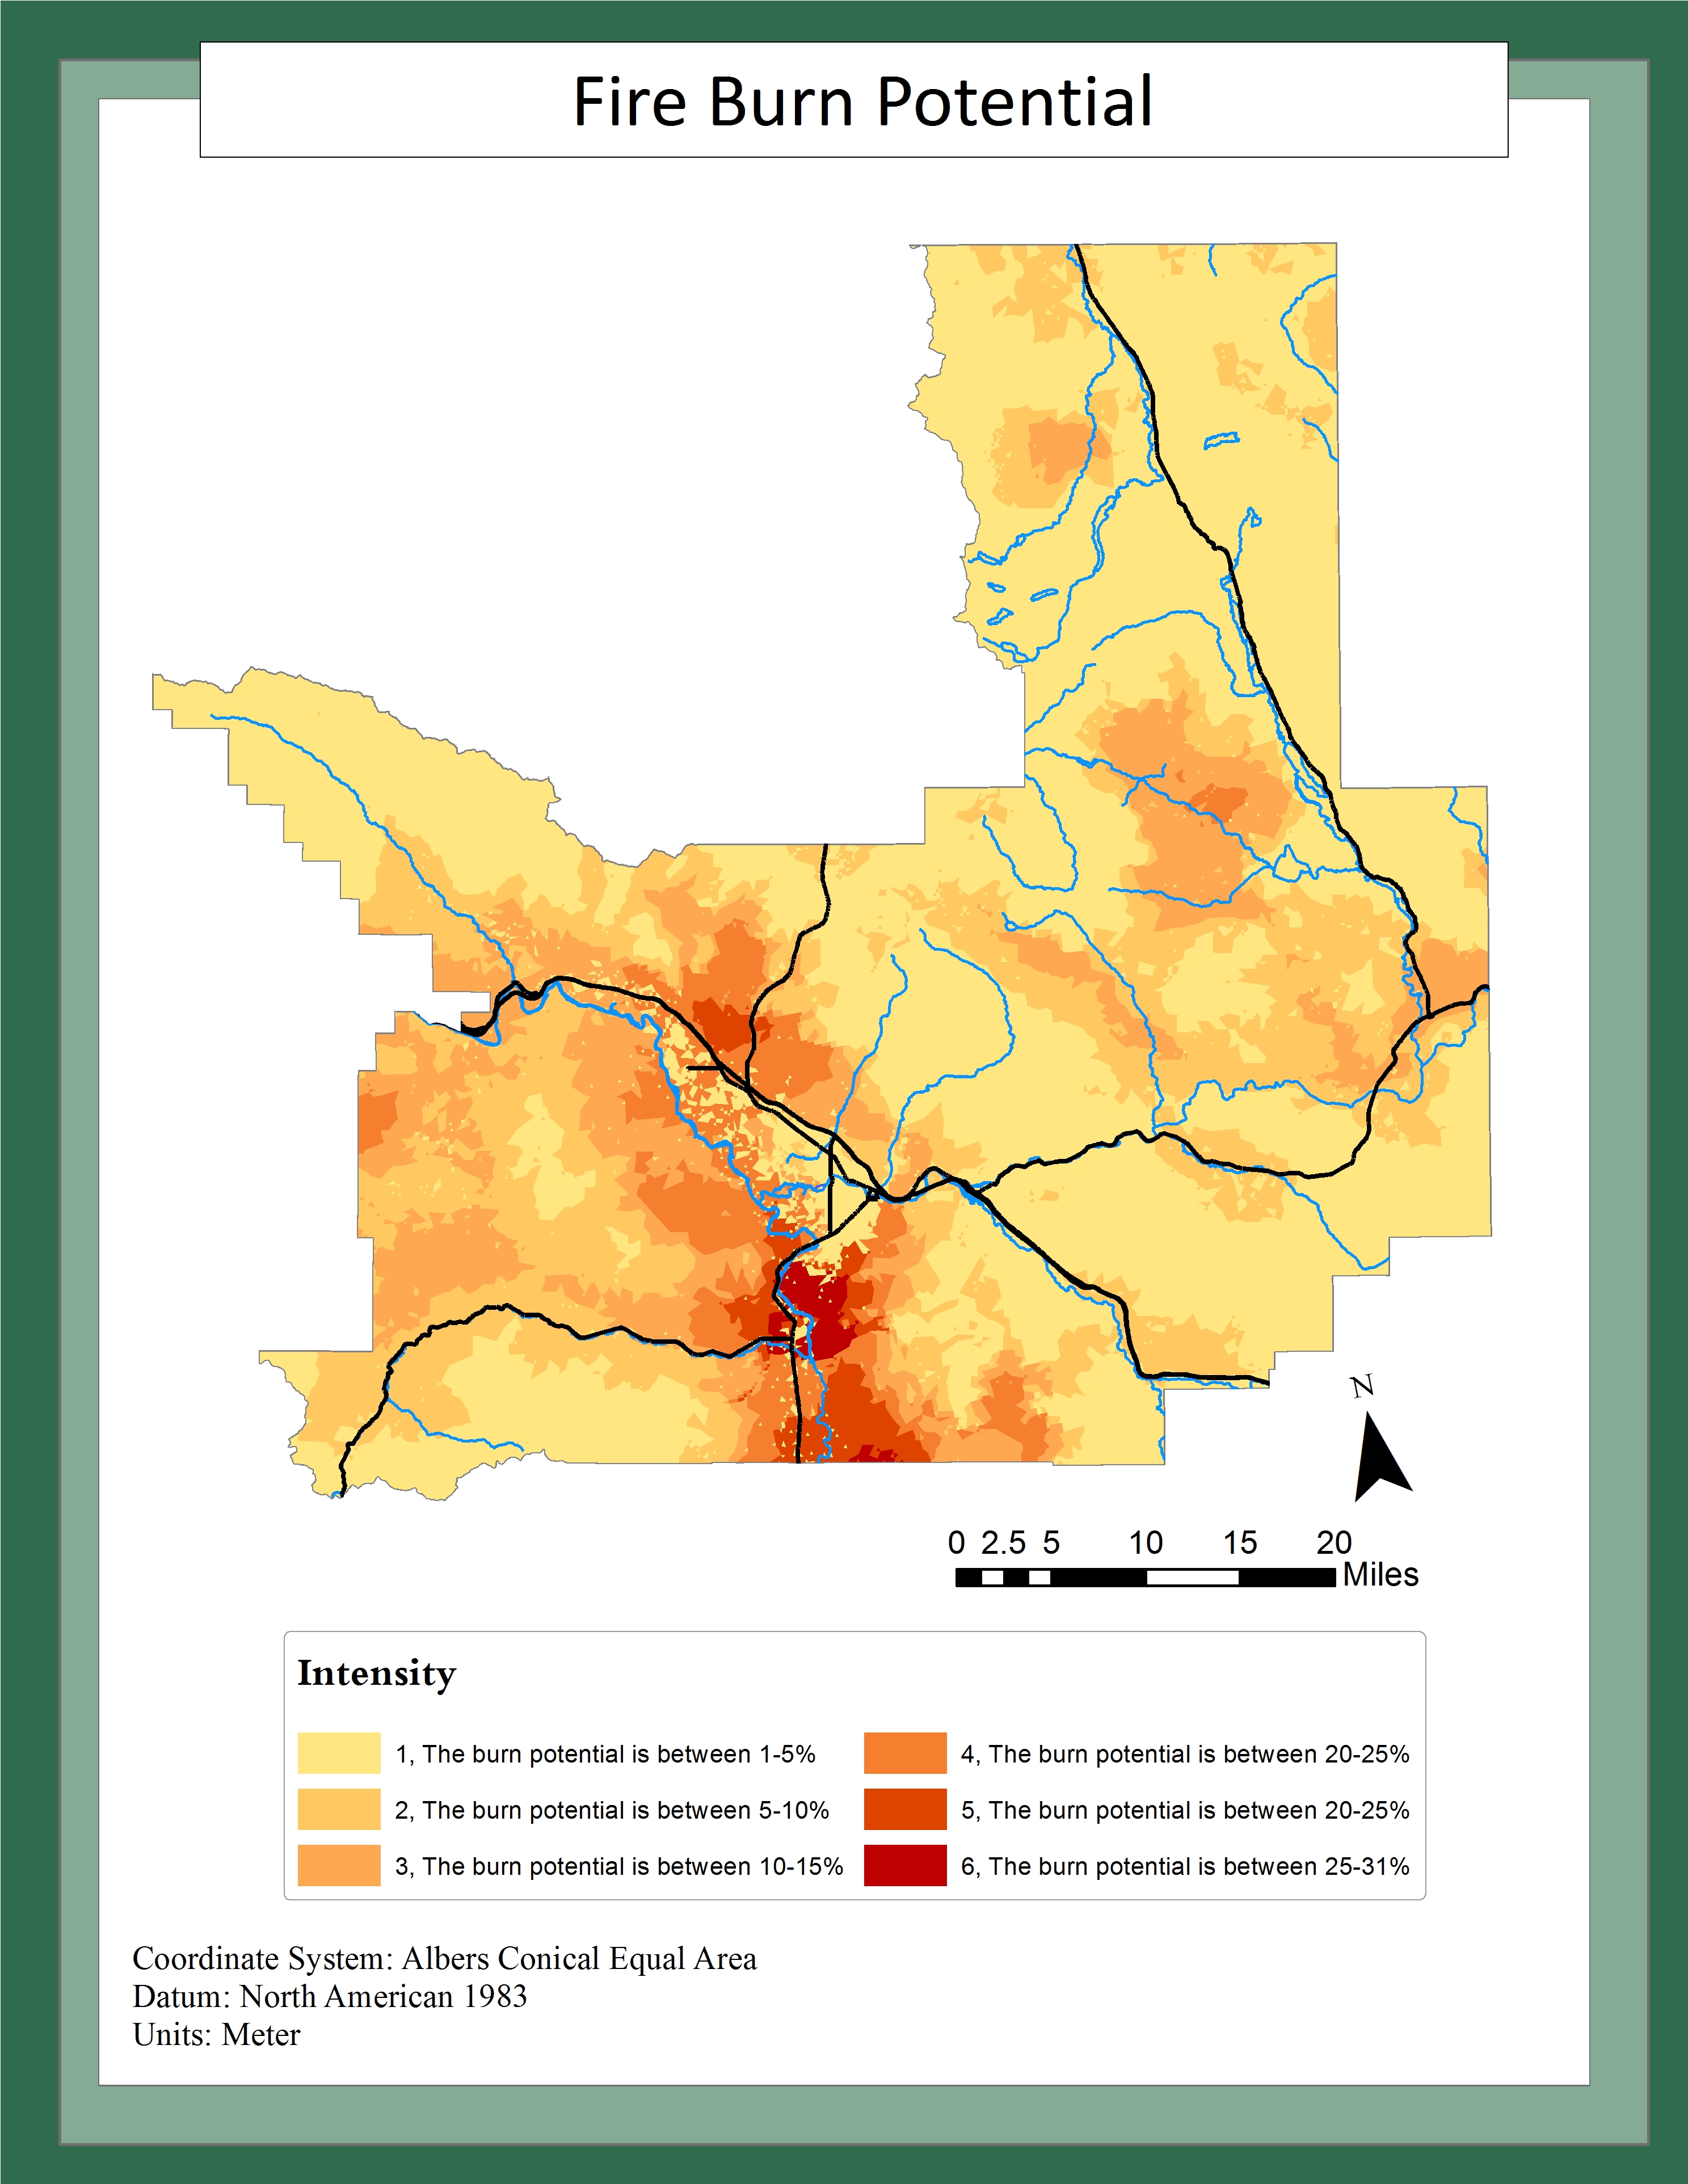 Fire Burn Potential
N
0 2.5 5 10 15 20
Miles
Intensity
1, The burn potential is between 1-5%
2, The burn potential is between 5-10%
3, The burn potential is between 10-15%
4, The burn potential is between 20-25%
5, The burn potential is between 20-25%
6, The burn potential is between 25-31%
Coordinate System: Albers Conical Equal Area
Datum: North American 1983
Units: Meter